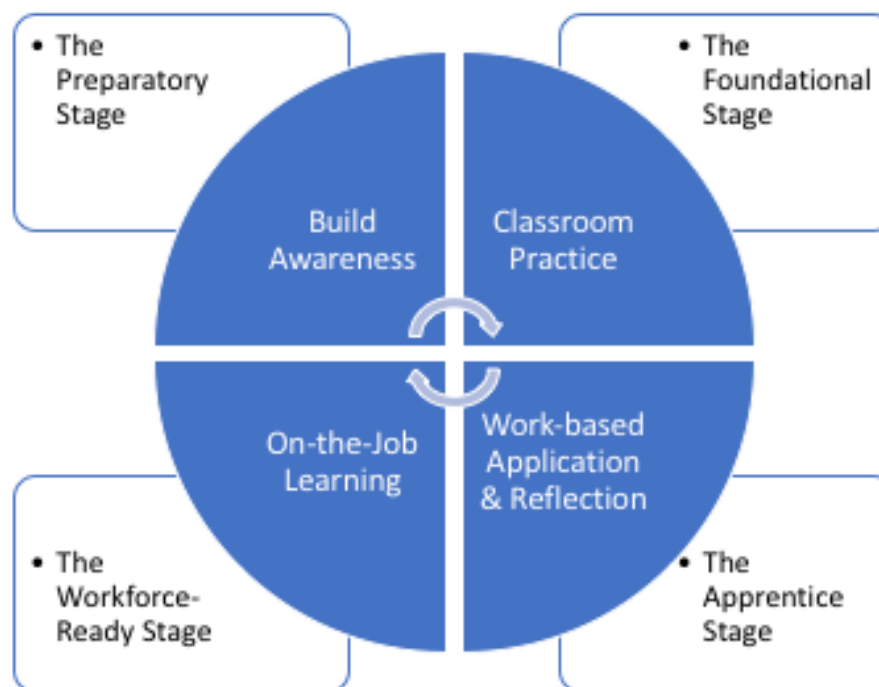 • The
Preparatory
Stage
• The
Foundational
Stage
Build
Awareness
Classroom
Practice
On-the-Job
Learning
Work-based
Application
& Reflection
• The
Workforce-
Ready Stage
• The
Apprentice
Stage